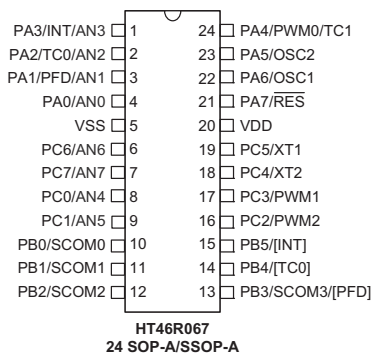 PA3/INT/AN3 1 24 PA4/PWM0/TC1
PA2/TC0/AN2 2 23 PA5/OSC2
PA1/PFD/AN1 3 22 PA6/OSC1
PA0/AN0 4 21 PA7/RES
VSS 5 20 VDD
PC6/AN6 6 19 PC5/XT1
PC7/AN7 7 18 PC4/XT2
PC0/AN4 8 17 PC3/PWM1
PC1/AN5 9 16 PC2/PWM2
PB0/SCOM0 10 15 PB5/[INT]
PB1/SCOM1 11 14 PB4/[TC0]
PB2/SCOM2 12 13 PB3/SCOM3/[PFD]
HT46R067
24 SOP-A/SSOP-A